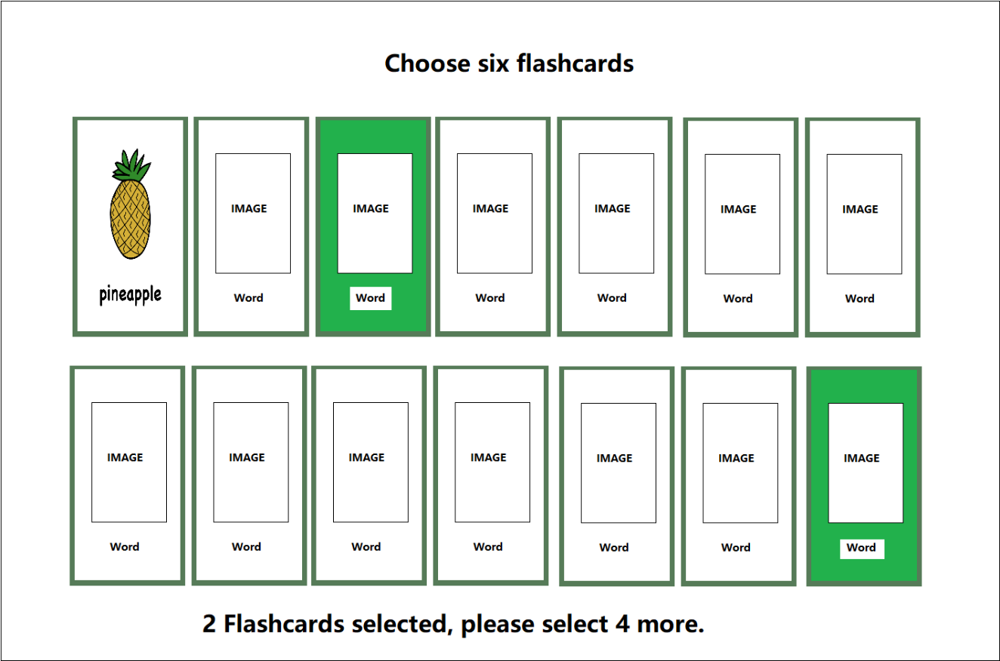 Choose six flashcards
IMAGE IMAGE IMAGE IMAGE IMAGE IMAGE
pineapple Word Word Word Word Word Word
IMAGE IMAGE IMAGE IMAGE IMAGE IMAGE IMAGE
Word Word Word Word Word Word Word
2 Flashcards selected, please select 4 more.